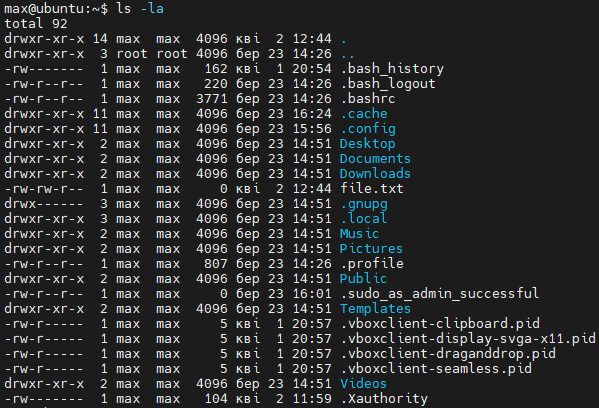 max@ubuntu:~$ ls -la
total 92
drwxr-xr-x 14 max  max  4096 кві  2 12:44 .
drwxr-xr-x  3 root root 4096 бер 23 14:26 ..
-rw-------  1 max  max   162 кві  1 20:54 .bash_history
-rw-r--r--  1 max  max   220 бер 23 14:26 .bash_logout
-rw-r--r--  1 max  max  3771 бер 23 14:26 .bashrc
drwxr-xr-x 11 max  max  4096 бер 23 16:24 .cache
drwxr-xr-x 11 max  max  4096 бер 23 15:56 .config
drwxr-xr-x  2 max  max  4096 бер 23 14:51 Desktop
drwxr-xr-x  2 max  max  4096 бер 23 14:51 Documents
drwxr-xr-x  2 max  max  4096 бер 23 14:51 Downloads
-rw-rw-r--  1 max  max     0 кві  2 12:44 file.txt
drwx------  3 max  max  4096 бер 23 14:51 .gnupg
drwxr-xr-x  3 max  max  4096 бер 23 14:51 .local
drwxr-xr-x  2 max  max  4096 бер 23 14:51 Music
drwxr-xr-x  2 max  max  4096 бер 23 14:51 Pictures
-rw-r--r--  1 max  max   807 бер 23 14:26 .profile
drwxr-xr-x  2 max  max  4096 бер 23 14:51 Public
-rw-r--r--  1 max  max     0 бер 23 16:01 .sudo_as_admin_successful
drwxr-xr-x  2 max  max  4096 бер 23 14:51 Templates
-rw-r-----  1 max  max     5 кві  1 20:57 .vboxclient-clipboard.pid
-rw-r-----  1 max  max     5 кві  1 20:57 .vboxclient-display-svga-x11.pid
-rw-r-----  1 max  max     5 кві  1 20:57 .vboxclient-draganddrop.pid
-rw-r-----  1 max  max     5 кві  1 20:57 .vboxclient-seamless.pid
drwxr-xr-x  2 max  max  4096 бер 23 14:51 Videos
-rw-------  1 max  max   104 кві  2 11:59 .Xauthority